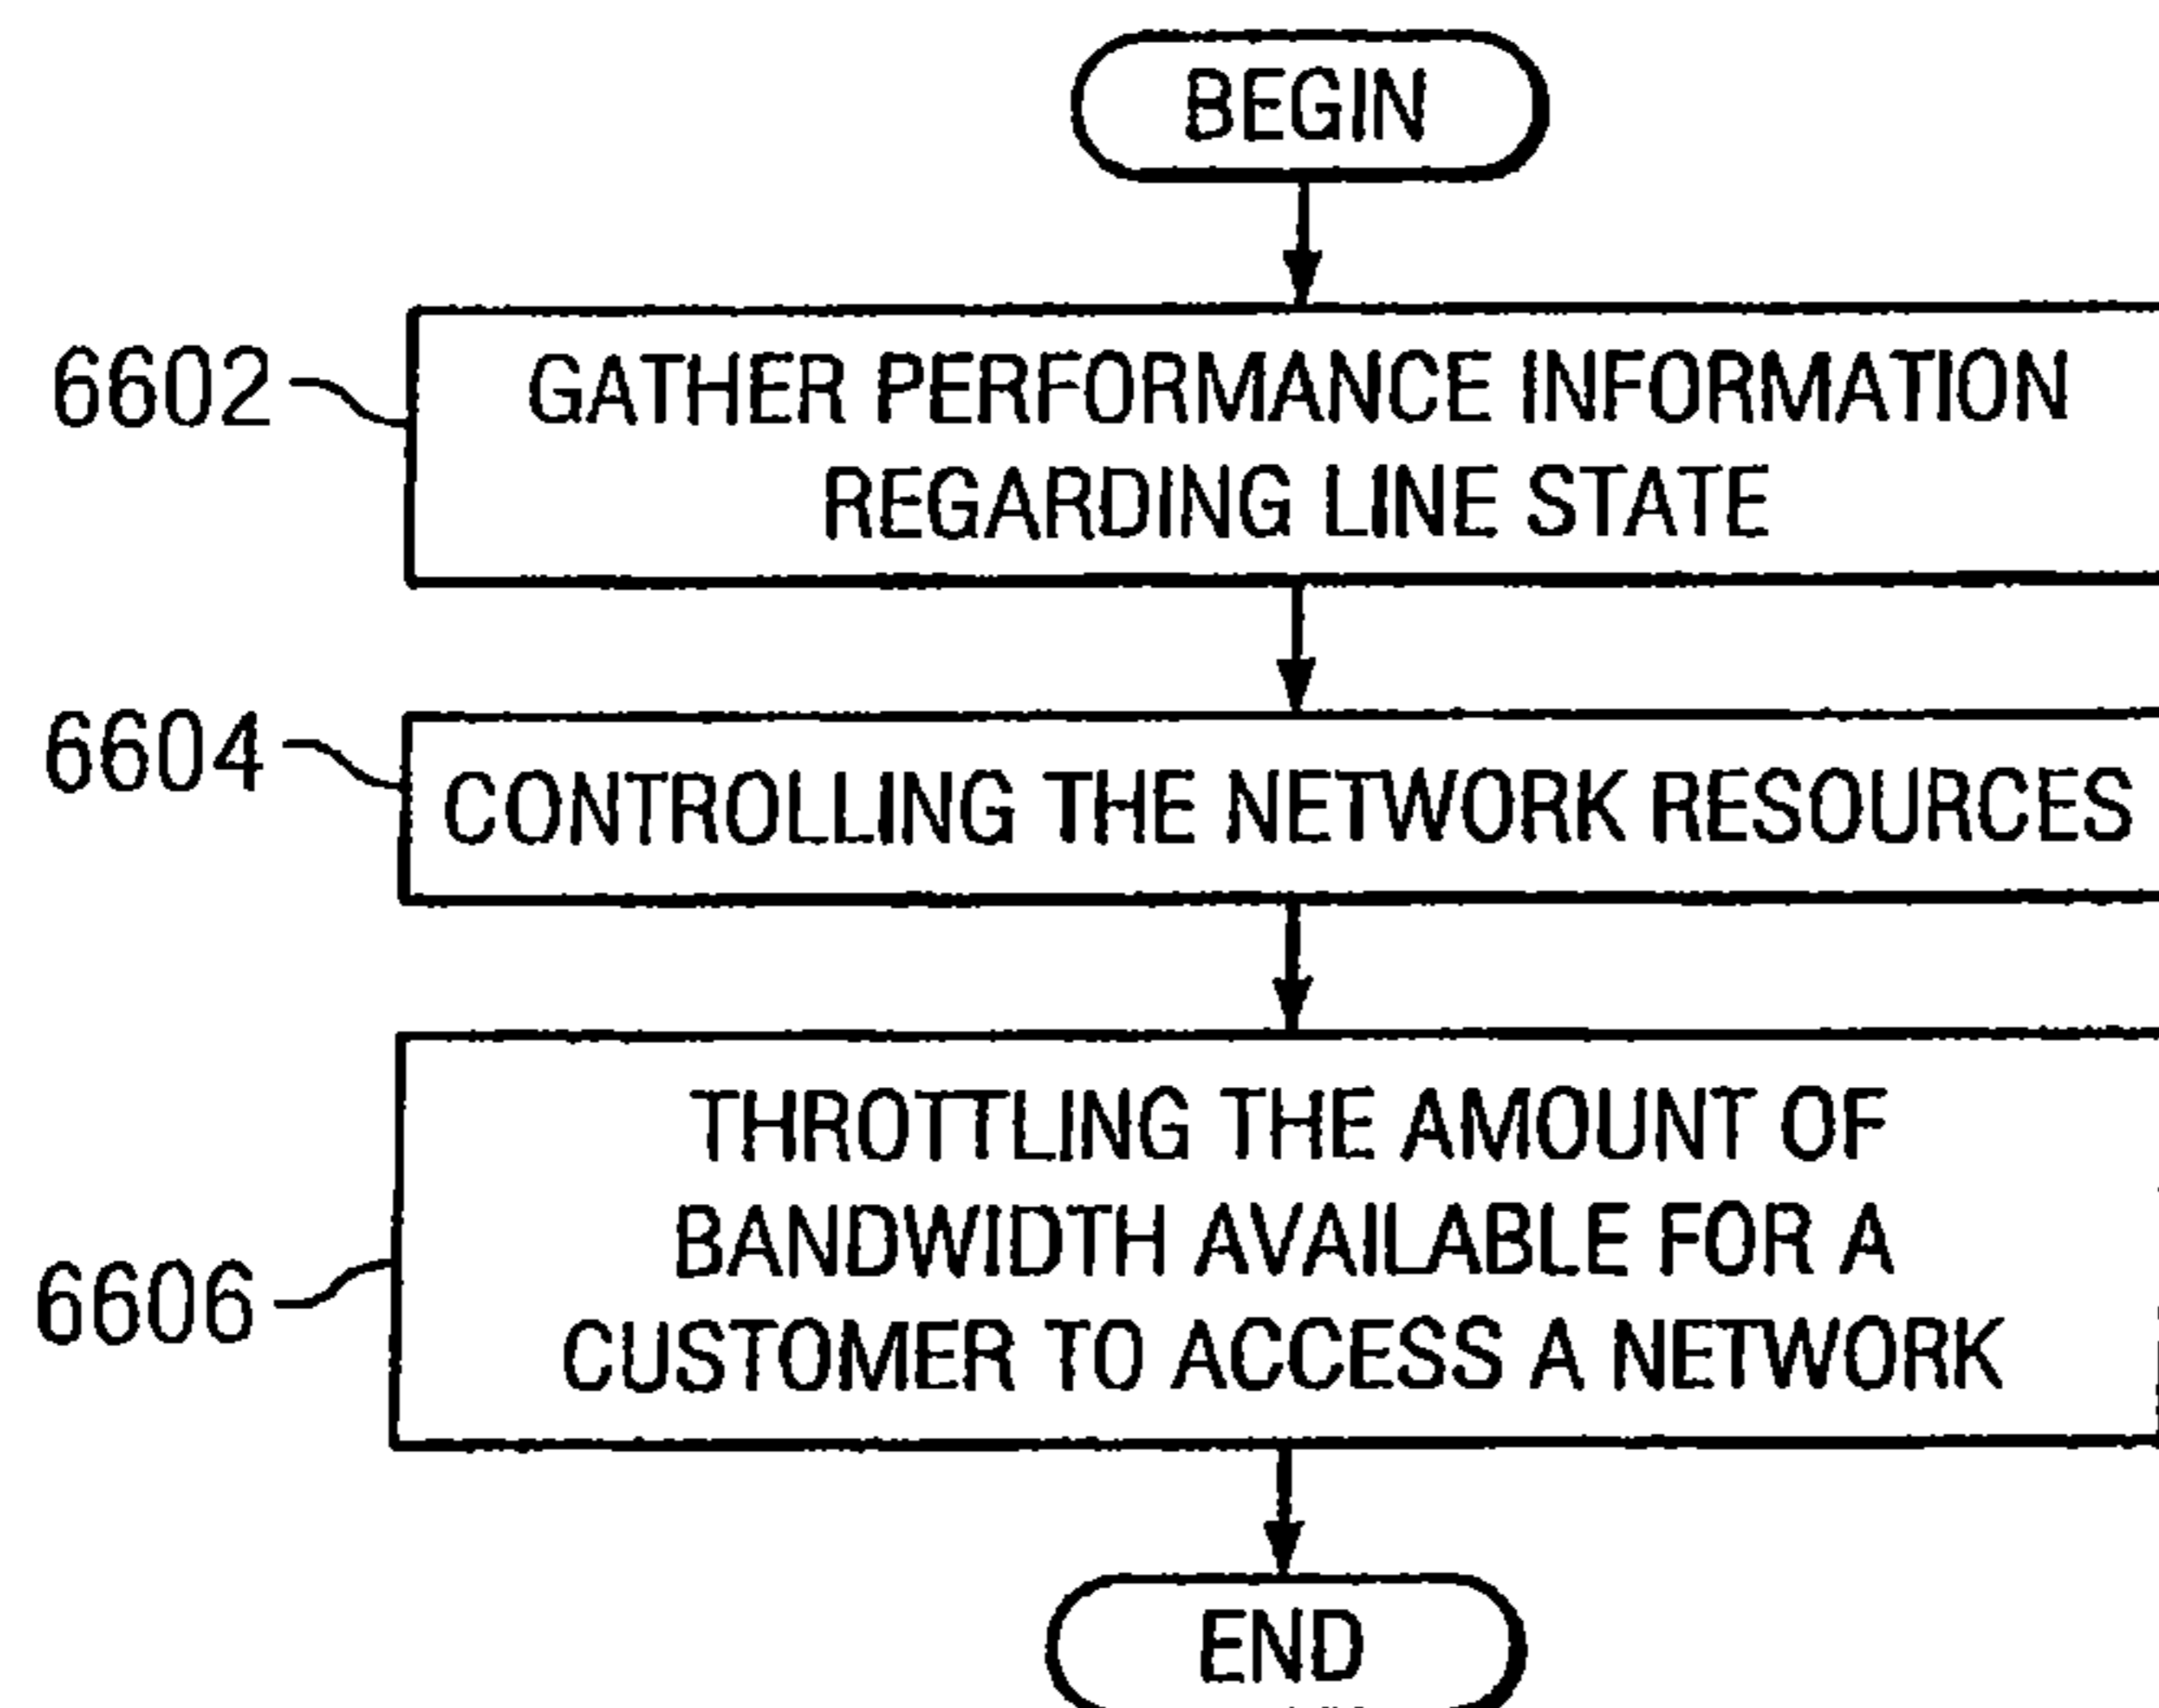 BEGIN
6602
GATHER PERFORMANCE INFORMATION
REGARDING LINE STATE
6604
CONTROLLING THE NETWORK RESOURCES
THROTTLING THE AMOUNT OF
BANDWIDTH AVAILABLE FOR A
6606
CUSTOMER TO ACCESS A NETWORK
END